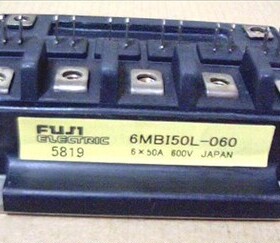 FUJI
ELECTRIC
5819
6MBI50L-060
6×50A 600V JAPAN